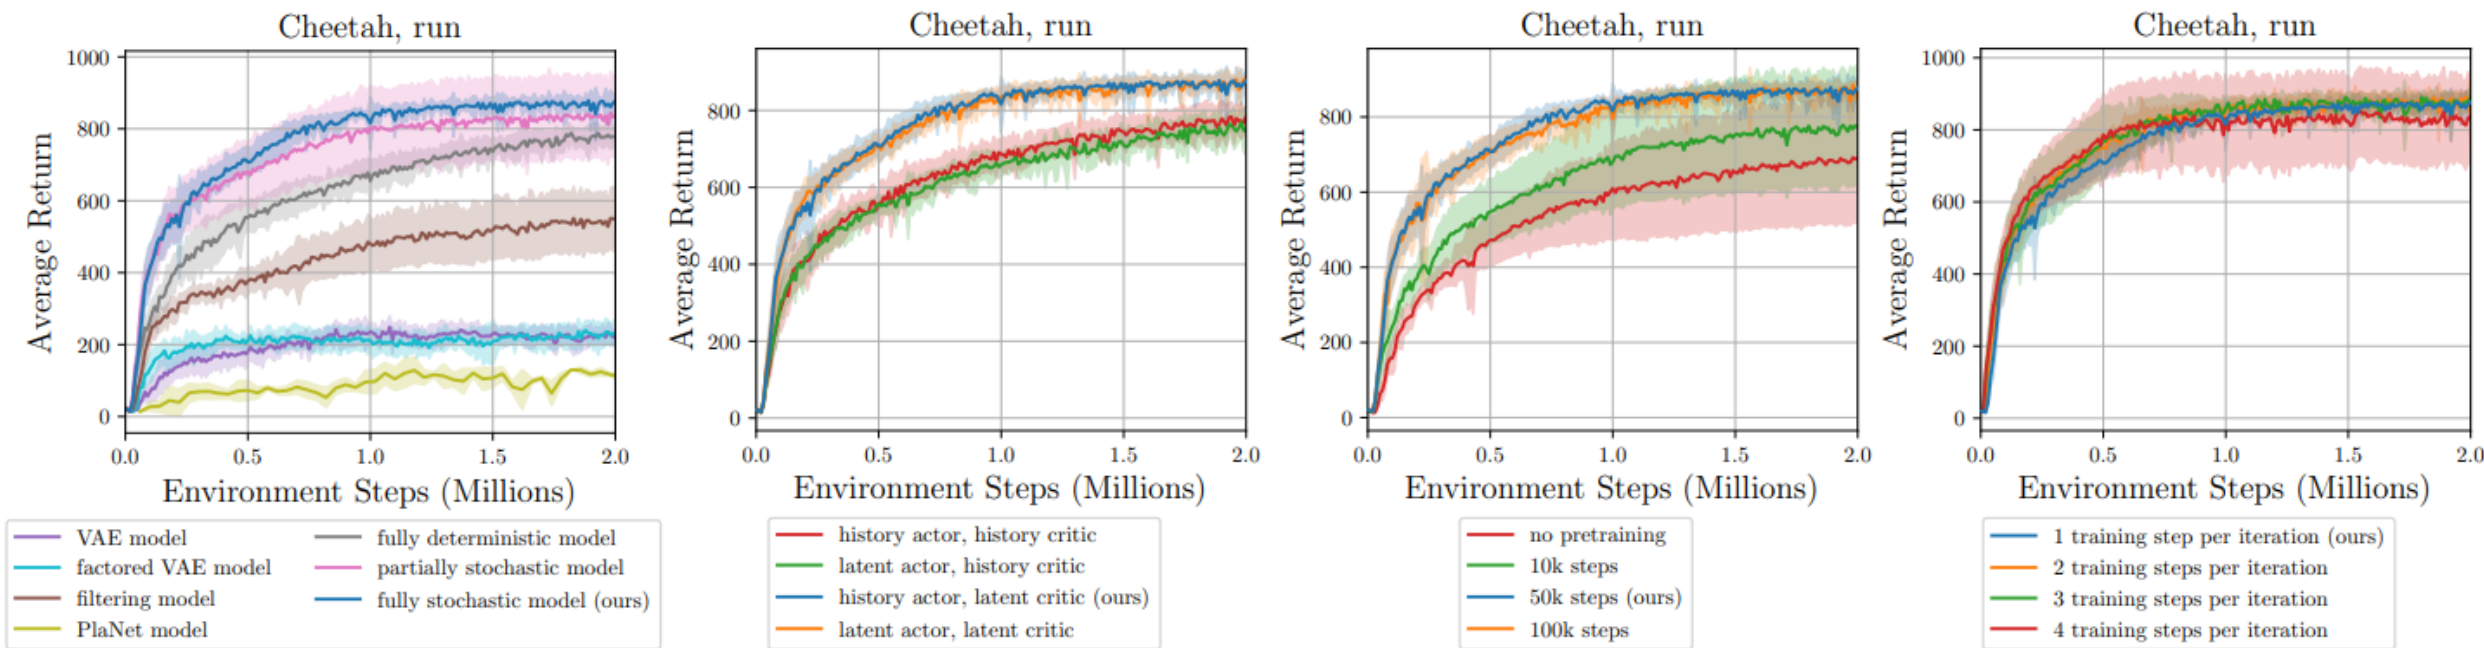 Cheetah, run
1000
800
600
400
200
0
Average Return
0.0 0.5 1.0 1.5 2.0
Environment Steps (Millions)
VAE model
factored VAE model
filtering model
PlaNet model
fully deterministic model
partially stochastic model
fully stochastic model (ours)
Cheetah, run
800
600
400
200
0
Average Return
0.0 0.5 1.0 1.5 2.0
Environment Steps (Millions)
history actor, history critic
latent actor, history critic
history actor, latent critic (ours)
latent actor, latent critic
Cheetah, run
800
600
400
200
0
Average Return
0.0 0.5 1.0 1.5 2.0
Environment Steps (Millions)
no pretraining
10k steps
50k steps (ours)
100k steps
Cheetah, run
1000
800
600
400
200
0
Average Return
0.0 0.5 1.0 1.5 2.0
Environment Steps (Millions)
1 training step per iteration (ours)
2 training steps per iteration
3 training steps per iteration
4 training steps per iteration